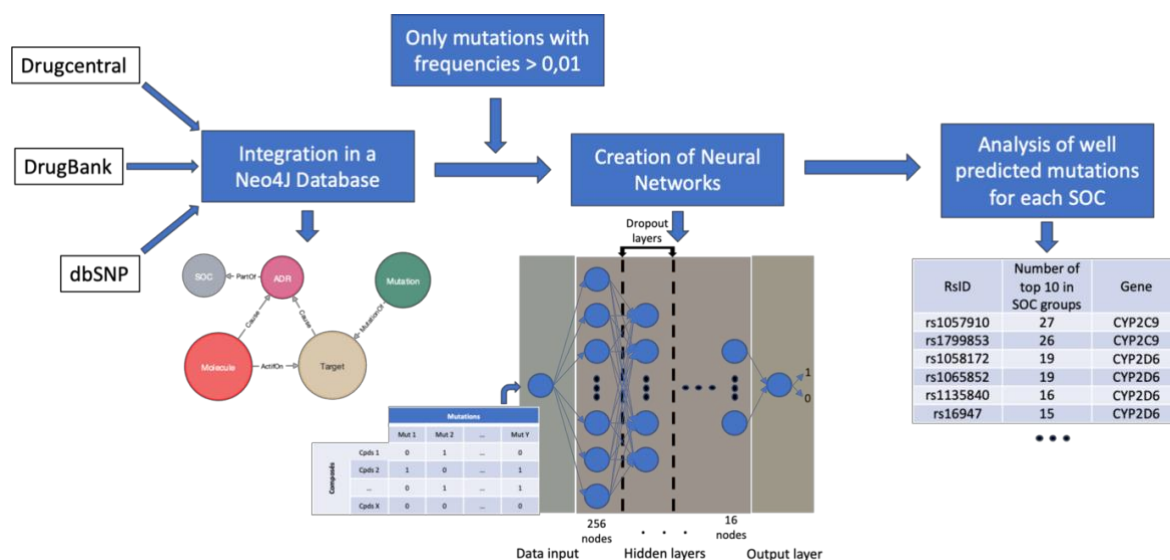 Drugcentral
DrugBank
dbSNP
Integration in a
Neo4J Database
Only mutations with
frequencies > 0,01
Creation of Neural
Networks
Analysis of well
predicted mutations
for each SOC
SOC
PartOf
ADR
Mutation
Cause
Cause
MutationOf
Molecule
ActifOn
Target
Mutations
Mut 1 Mut 2 ... Mut Y
Composés
Cpds 1 0 1 ... 0
Cpds 2 1 0 ... 1
... 0 1 ... 1
Cpds X 0 0 ... 0
Dropout
layers
1
0
256
nodes
. . . .
16
nodes
Data input
Hidden layers
Output layer
RsID Number of top 10 in SOC groups Gene
rs1057910 27 CYP2C9
rs1799853 26 CYP2C9
rs1058172 19 CYP2D6
rs1065852 19 CYP2D6
rs1135840 16 CYP2D6
rs16947 15 CYP2D6